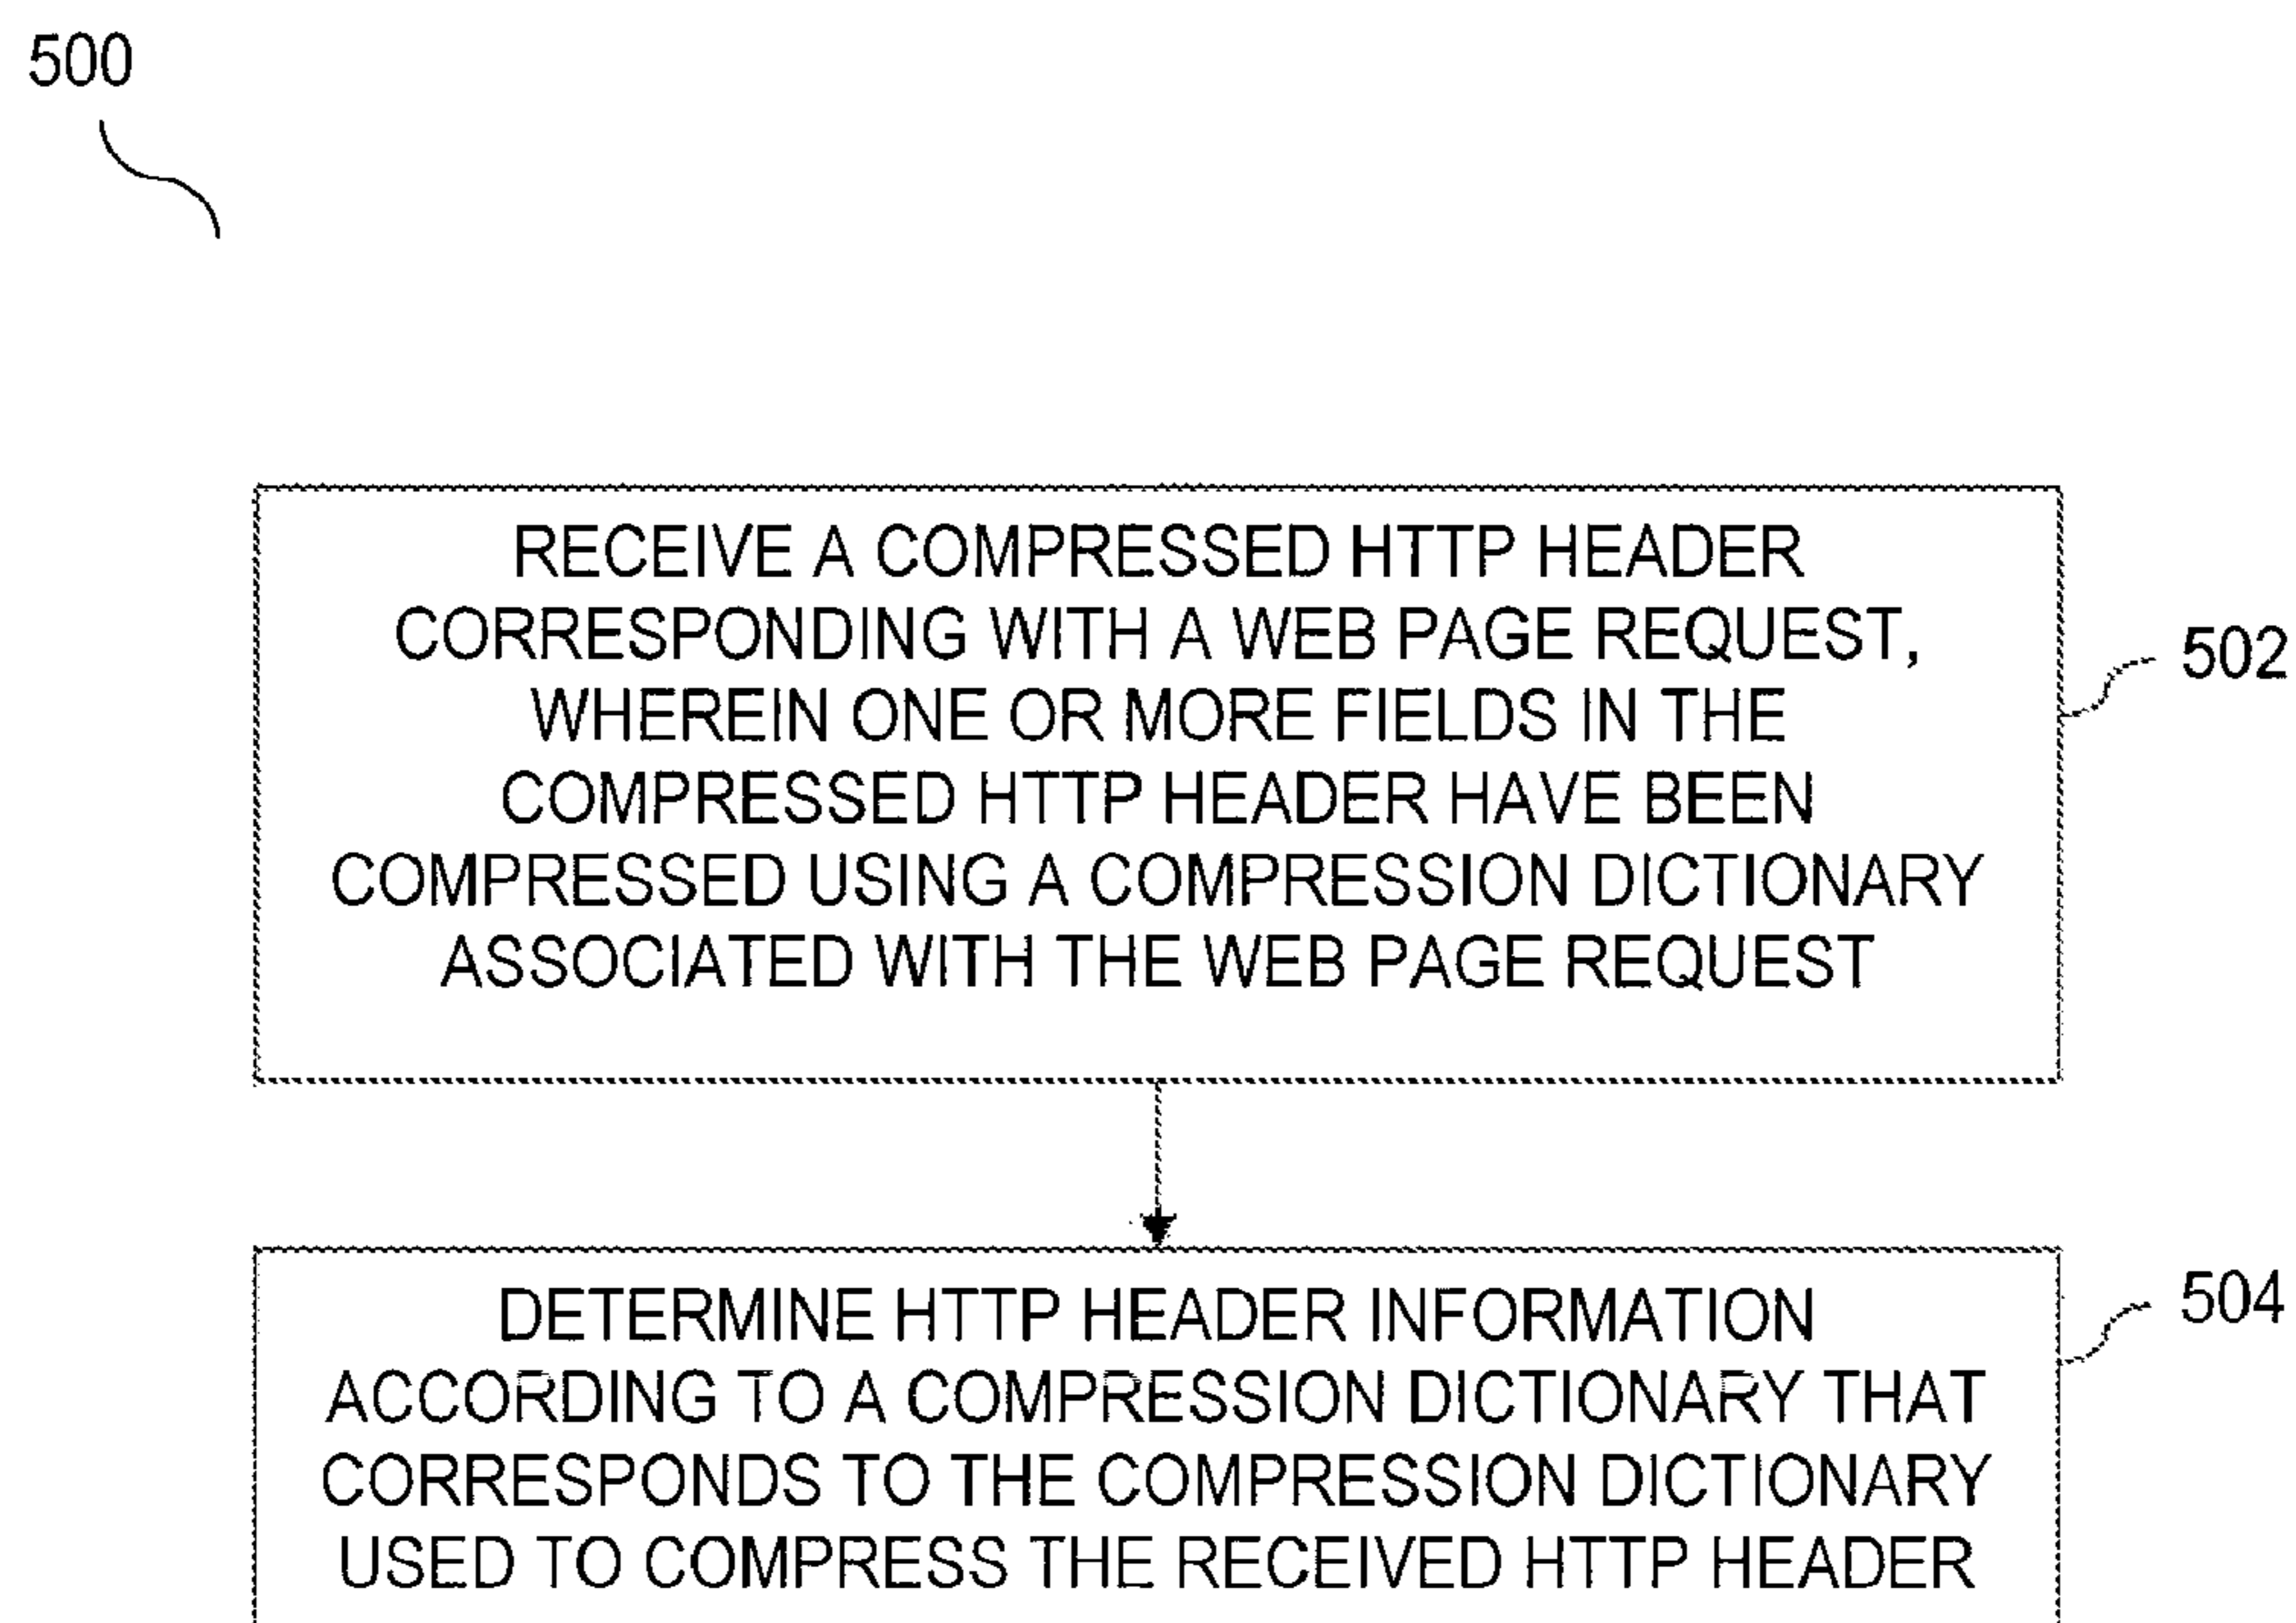 500
RECEIVE A COMPRESSED HTTP HEADER
CORRESPONDING WITH A WEB PAGE REQUEST,
WHEREIN ONE OR MORE FIELDS IN THE
COMPRESSED HTTP HEADER HAVE BEEN
COMPRESSED USING A COMPRESSION DICTIONARY
ASSOCIATED WITH THE WEB PAGE REQUEST
502
DETERMINE HTTP HEADER INFORMATION
ACCORDING TO A COMPRESSION DICTIONARY THAT
CORRESPONDS TO THE COMPRESSION DICTIONARY
USED TO COMPRESS THE RECEIVED HTTP HEADER
504